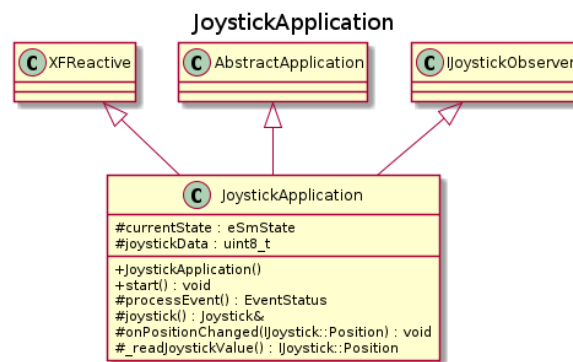 JoystickApplication
C XFReactive
C AbstractApplication
C IJoystickObserver
C JoystickApplication
#currentState : eSmState
#joystickData : uint8_t
+JoystickApplication()
+start() : void
#processEvent() : EventStatus
#joystick() : Joystick&
#onPositionChanged(IJoystick::Position) : void
#_readJoystickValue() : IJoystick::Position